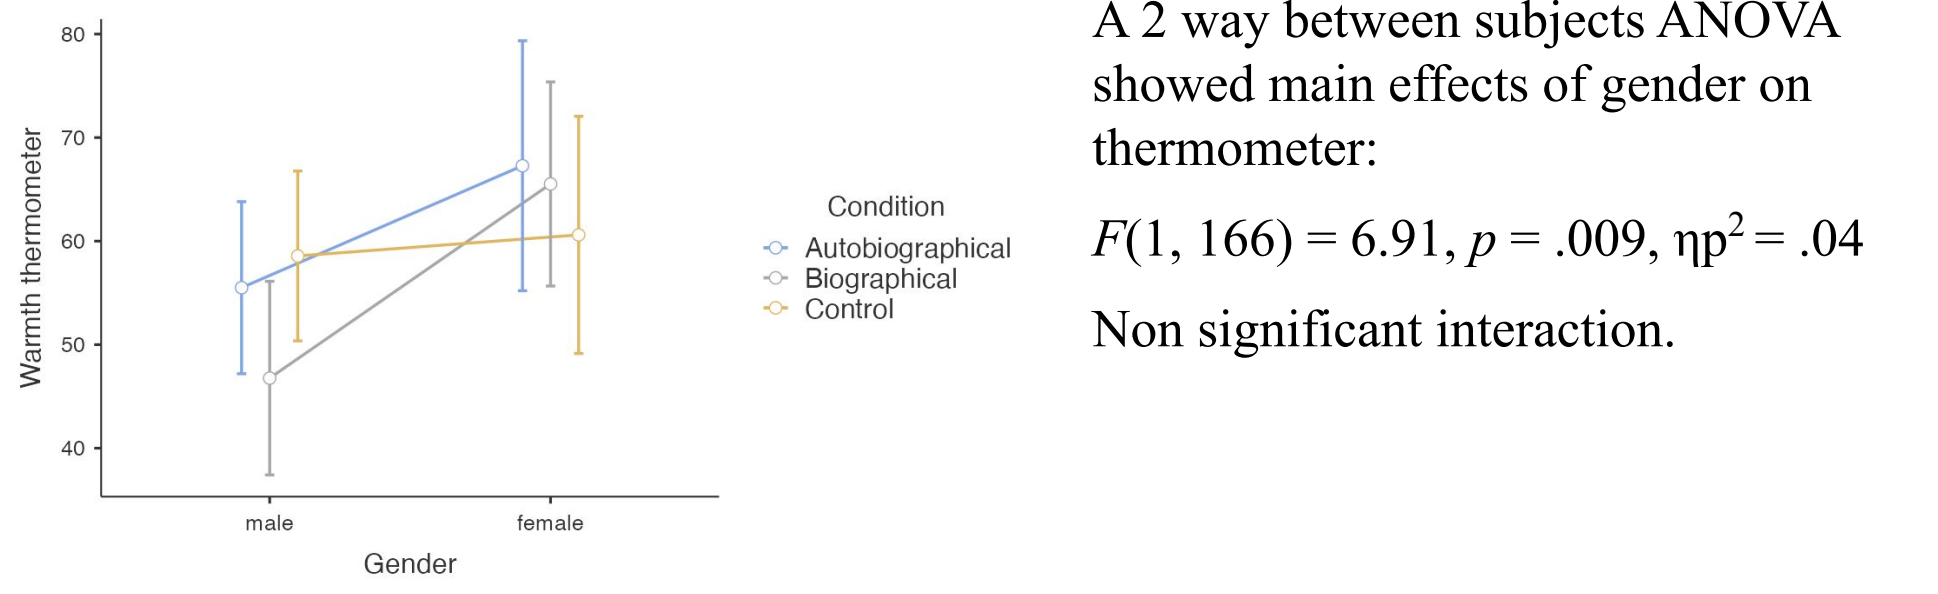 80
70
60
50
40
Warmth thermometer
male
female
Gender
Condition
Autobiographical
Biographical
Control
A 2 way between subjects ANOVA
showed main effects of gender on
thermometer:
F(1, 166) = 6.91, p = .009, ηp² = .04
Non significant interaction.